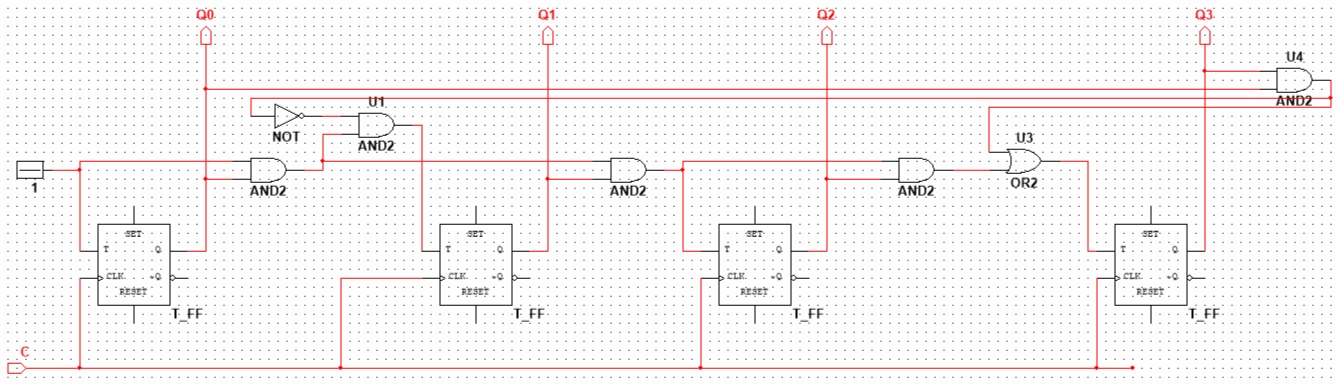 Q0 Q1 Q2 Q3
U4
AND2
U1
NOT
AND2
U3
OR2
1
AND2
AND2
AND2
SET SET SET SET
T Q T Q T Q T Q
CLK ~Q CLK ~Q CLK ~Q CLK ~Q
RESET RESET RESET RESET
T_FF T_FF T_FF T_FF
C